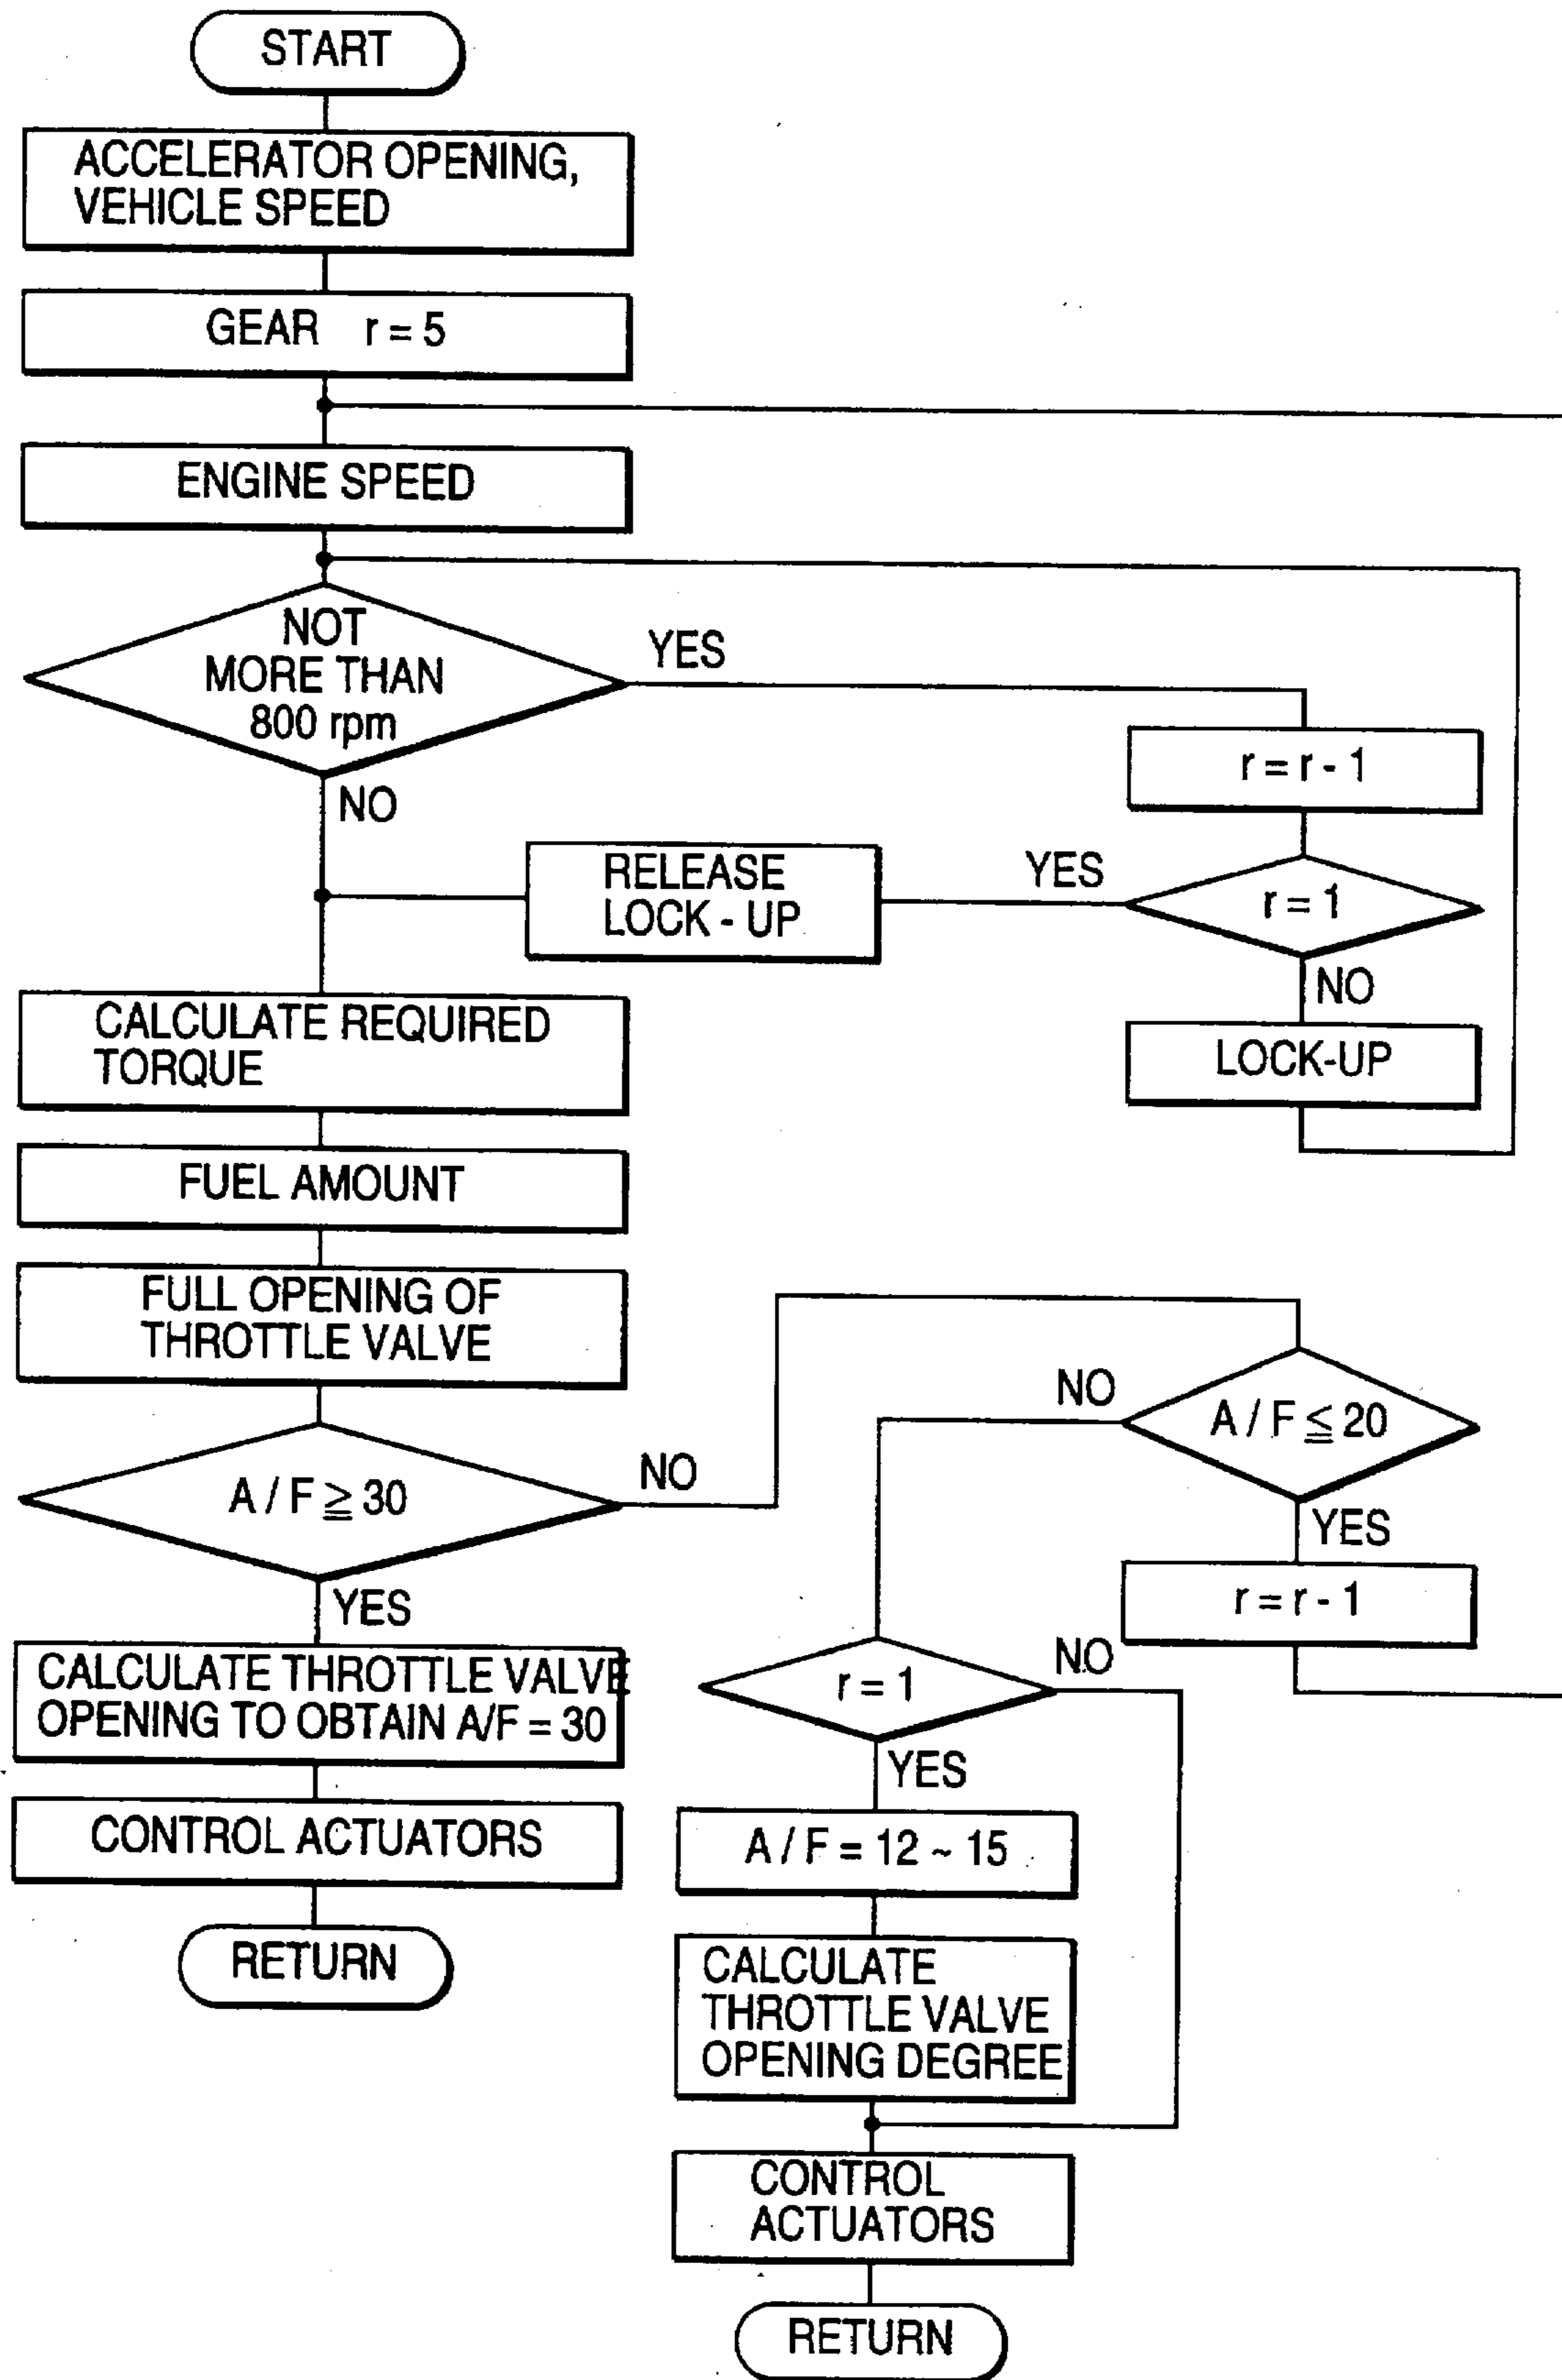 START
ACCELERATOR OPENING,
VEHICLE SPEED
GEAR r = 5
ENGINE SPEED
NOT
MORE THAN
800 rpm
YES
NO
r = r - 1
r = 1
YES
NO
RELEASE
LOCK - UP
LOCK-UP
CALCULATE REQUIRED
TORQUE
FUEL AMOUNT
FULL OPENING OF
THROTTLE VALVE
A / F ≧ 30
NO
YES
A / F ≦ 20
NO
YES
r = r - 1
CALCULATE THROTTLE VALVE
OPENING TO OBTAIN A/F = 30
CONTROL ACTUATORS
RETURN
r = 1
NO
YES
A / F = 12 ~ 15
CALCULATE
THROTTLE VALVE
OPENING DEGREE
CONTROL
ACTUATORS
RETURN